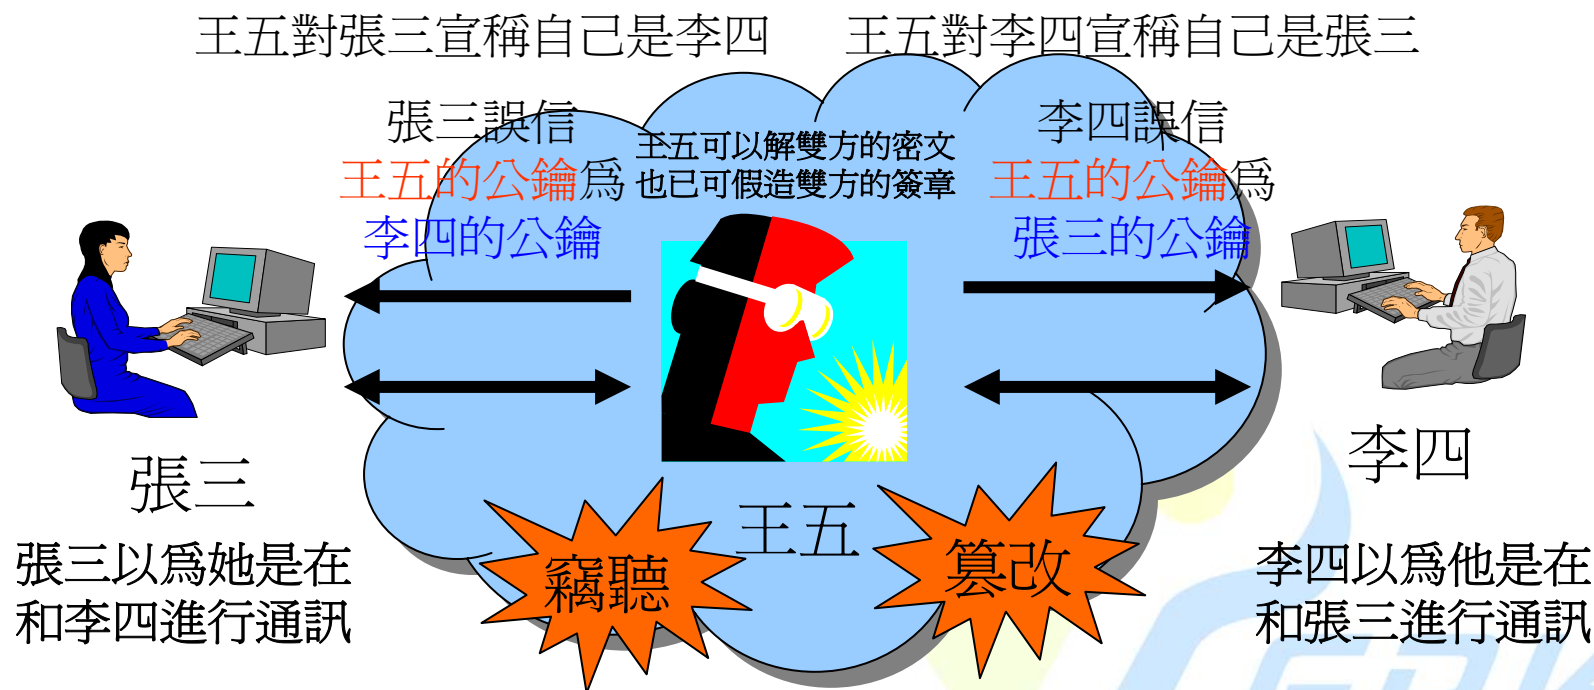 王五對張三宣稱自己是李四
王五對李四宣稱自己是張三
張三誤信
王五的公鑰爲
李四的公鑰
王五可以解雙方的密文
也已可假造雙方的簽章
李四誤信
王五的公鑰爲
張三的公鑰
張三
張三以爲她是在
和李四進行通訊
王五
竊聽
篡改
李四
李四以爲他是在
和張三進行通訊